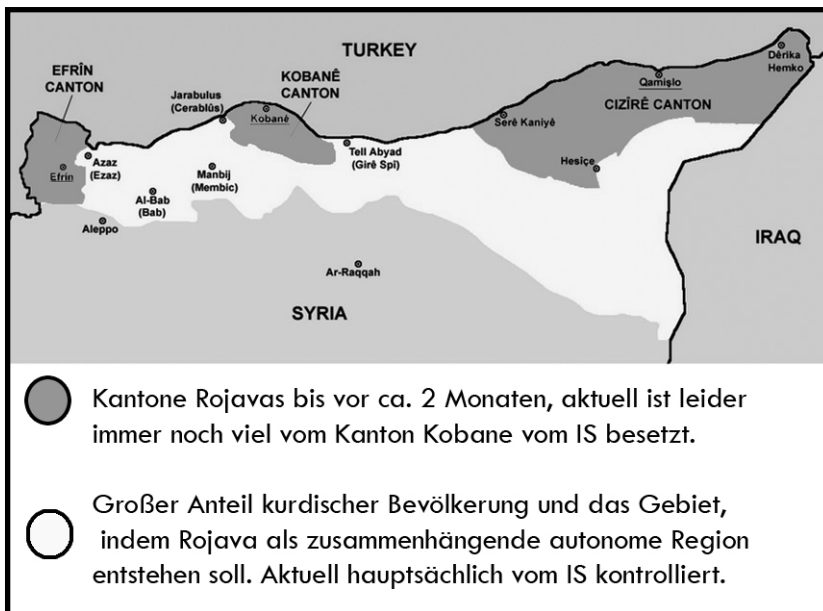 TURKEY
EFRÎN
CANTON
Jarabulus
(Cerablûs)
KOBANÊ
CANTON
Kobanê
Dêrika
Hemko
Qamişlo
CIZÎRÊ CANTON
Serê Kaniyê
Efrin
Azaz
(Ezaz)
Manbij
(Membic)
Tell Abyad
(Girê Spî)
Hesiçe
Al-Bab
(Bab)
Aleppo
Ar-Raqqah
IRAQ
SYRIA
Kantone Rojavas bis vor ca. 2 Monaten, aktuell ist leider
immer noch viel vom Kanton Kobane vom IS besetzt.
Großer Anteil kurdischer Bevölkerung und das Gebiet,
indem Rojava als zusammenhängende autonome Region
entstehen soll. Aktuell hauptsächlich vom IS kontrolliert.